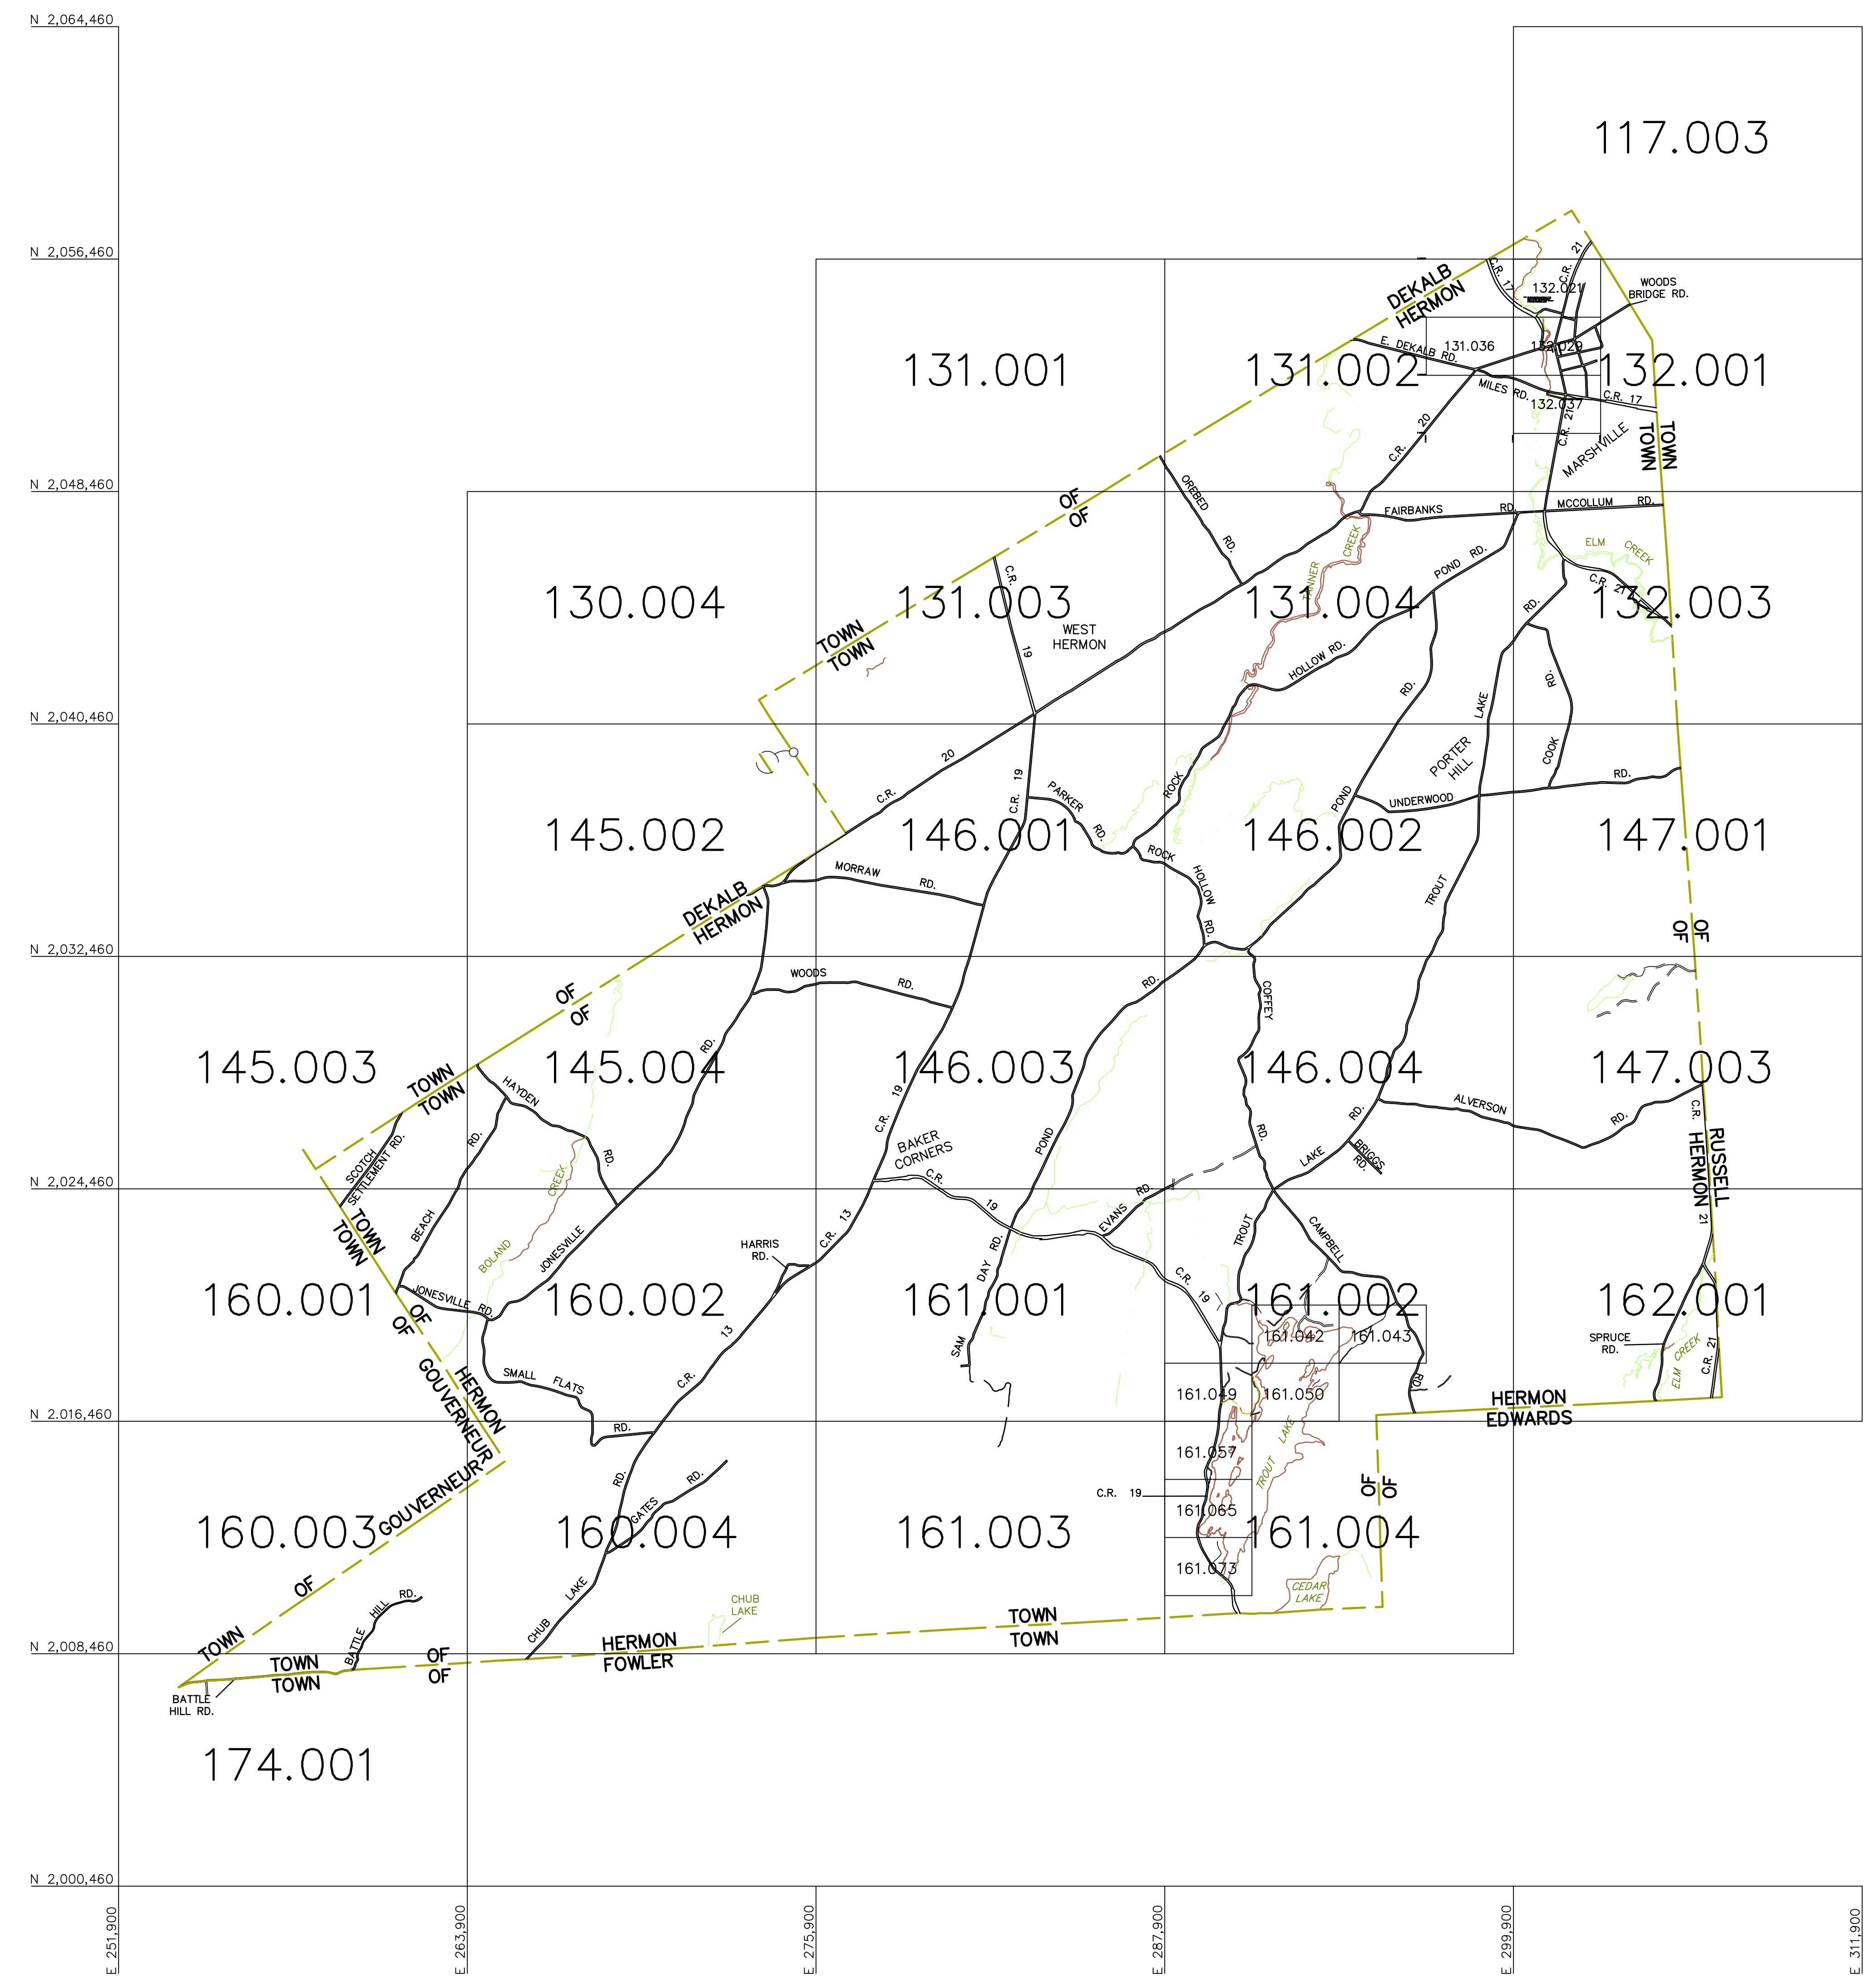 N 2,064,460
117.003
N 2,056,460
DEKALB
HERMON
C.R. 17
C.R. 21
132.021
WOODS
BRIDGE RD.
131.001
131.002
131.036
132.029
132.001
E. DEKALB RD.
MILES RD.
132.037
C.R. 17
C.R. 20
C.R. 21
MARSHVILLE
TOWN
TOWN
N 2,048,460
OF
OF
OREBED
RD.
FAIRBANKS RD.
MCCOLLUM RD.
TANNER CREEK
ELM CREEK
C.R. 21
POND RD.
HOLLOW RD.
130.004
131.003
131.004
132.003
C.R. 19
WEST
HERMON
TOWN
TOWN
RD.
RD.
RD.
LAKE
COOK
N 2,040,460
PORTER
HILL
C.R. 20
C.R. 19
PARKER
RD.
ROCK
POND
UNDERWOOD RD.
145.002
146.001
146.002
147.001
ROCK
HOLLOW
RD.
MORRAW RD.
TROUT
DEKALB
HERMON
OF
OF
N 2,032,460
WOODS RD.
RD.
COFFEY
OF
OF
145.003
145.004
146.003
146.004
147.003
TOWN
TOWN
HAYDEN
RD.
RD.
C.R. 19
ALVERSON RD.
C.R.
SCOTCH
SETTLEMENT RD.
RD.
BAKER
CORNERS
POND
RD.
RD.
LAKE
BRIGGS
RD.
RUSSELL
HERMON
21
N 2,024,460
CREEK
BOLAND
TOWN
TOWN
BEACH
JONESVILLE
HARRIS
RD.
C.R. 13
C.R. 19
EVANS RD.
TROUT
CAMPBELL
JONESVILLE RD.
DAY RD.
C.R. 19
160.001
160.002
161.001
161.002
162.001
OF
OF
SAM
161.042
161.043
SPRUCE
RD.
ELM CREEK
C.R. 21
HERMON
GOUVERNEUR
SMALL FLATS
RD.
C.R. 13
161.049
161.050
RD.
HERMON
EDWARDS
N 2,016,460
161.057
TROUT LAKE
OF
OF
RD.
GATES RD.
C.R. 19
161.065
GOUVERNEUR
160.003
160.004
161.003
161.004
161.073
OF
BATTLE HILL RD.
CHUB LAKE
CHUB
LAKE
CEDAR
LAKE
TOWN
TOWN
TOWN
HERMON
FOWLER
N 2,008,460
OF
OF
TOWN
TOWN
BATTLE
HILL RD.
174.001
N 2,000,460
E 251,900
E 263,900
E 275,900
E 287,900
E 299,900
E 311,900